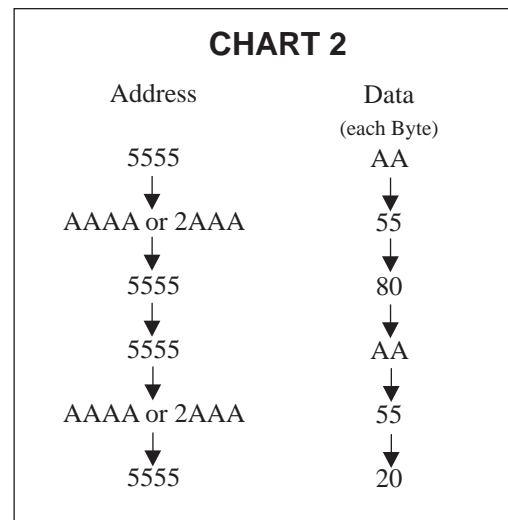 CHART 2
Address Data
(each Byte)
5555 AA
AAAA or 2AAA 55
5555 80
5555 AA
AAAA or 2AAA 55
5555 20